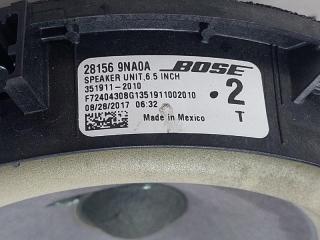 28156 9NA0A BOSE
SPEAKER UNIT, 6.5 INCH
351911-2010
F72404308G1351911002010
08/28/2017 06:32
.2
T
Made in Mexico